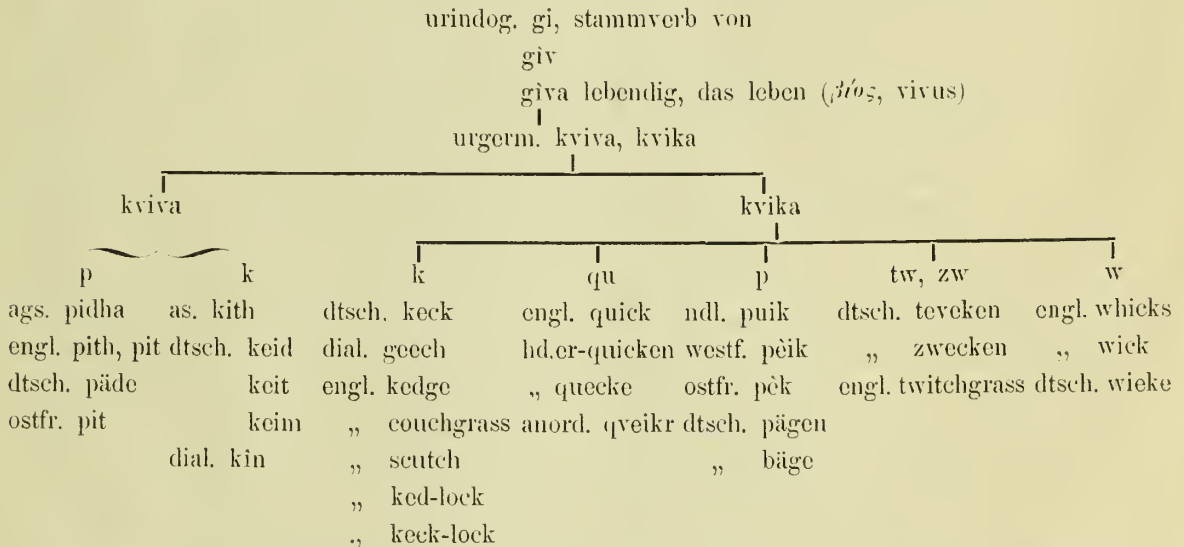 urindog. gi, stammverb von
giv
gìva lebendig, das leben (βίος, vivus)
urgerm. kviva, kvika
kviva kvika
p k k qu p tw, zw w
ags. pidha as. kith dtsch. keck engl. quick ndl. puik dtsch. tevcken engl. whicks
engl. pith, pit dtsch. keid dial. geech hd.er-quicken westf. pèik „ zwecken „ wick
dtsch. päde keit engl. kedge „ quecke ostfr. pèk engl. twitchgrass dtsch. wieke
ostfr. pit keim „ couchgrass anord. qveikr dtsch. pägen
dial. kîn „ scutch „ bäge
„ ked-lock
„ keck-lock